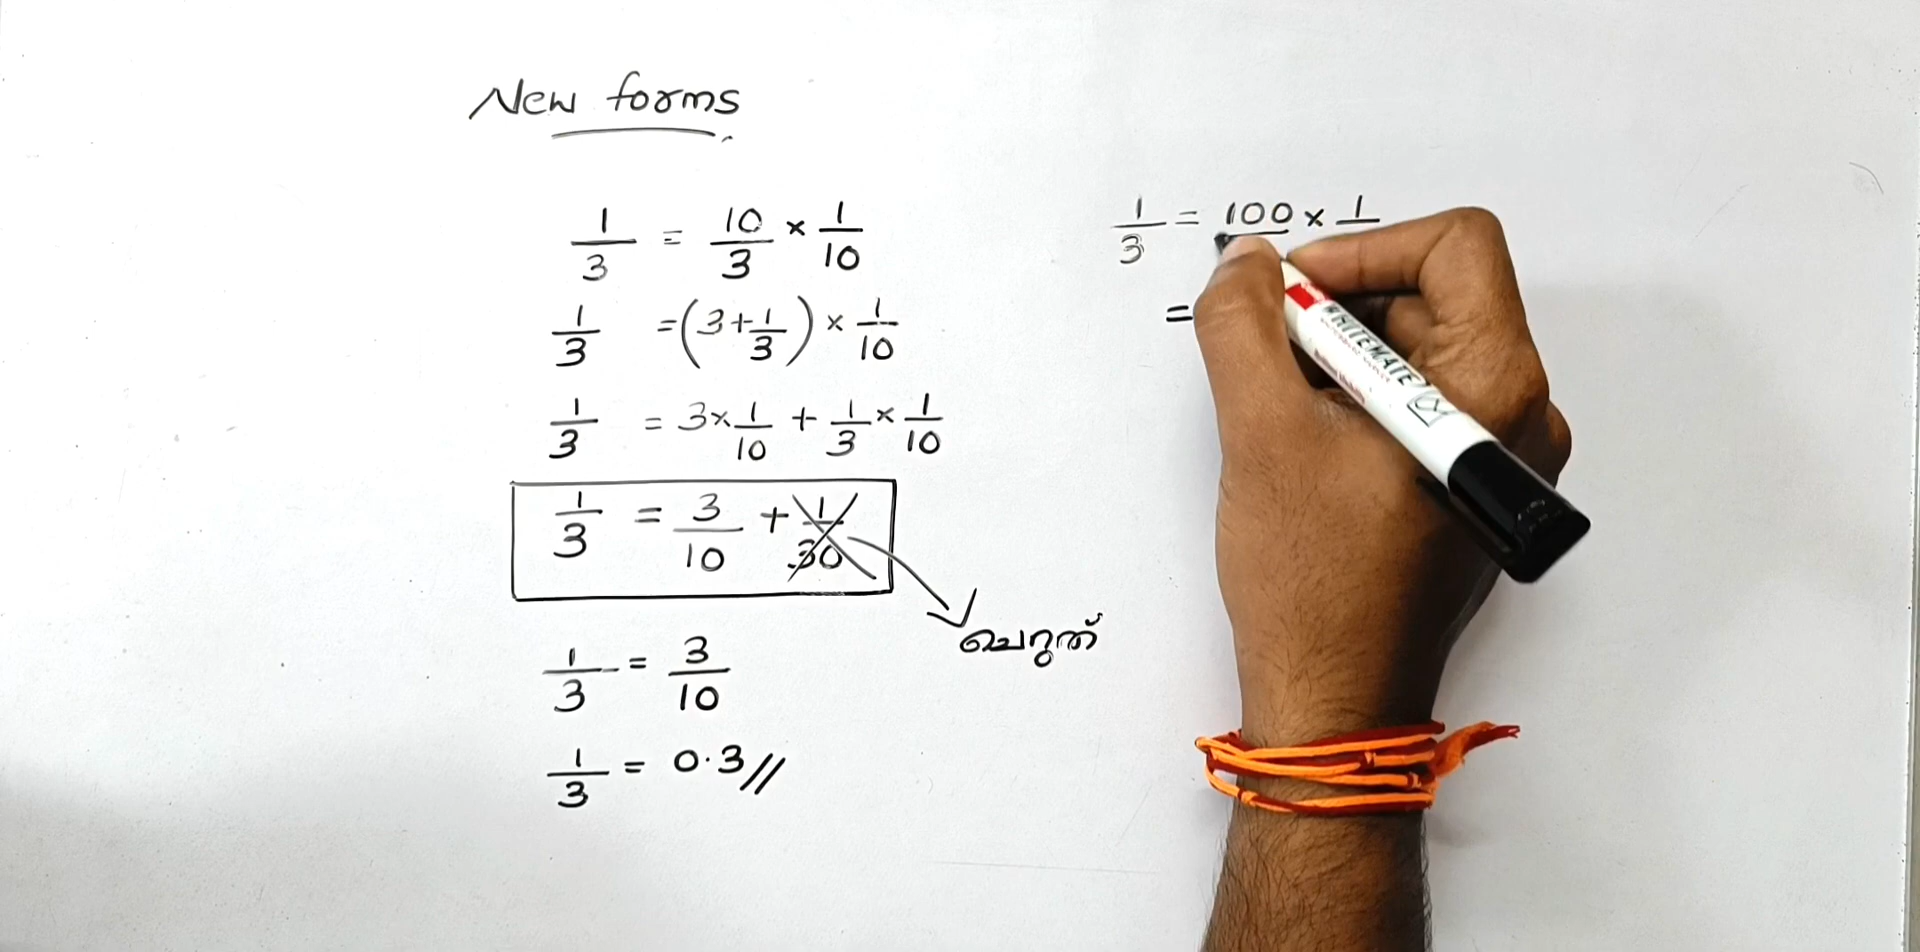 New forms
1/3 = 10/3 × 1/10
1/3 = (3+1/3) × 1/10
1/3 = 3×1/10 + 1/3×1/10
1/3 = 3/10 + 1/30
ചെറുത്
1/3 = 3/10
1/3 = 0.3//
1/3 = 100 × 1
=
WHITEMATE